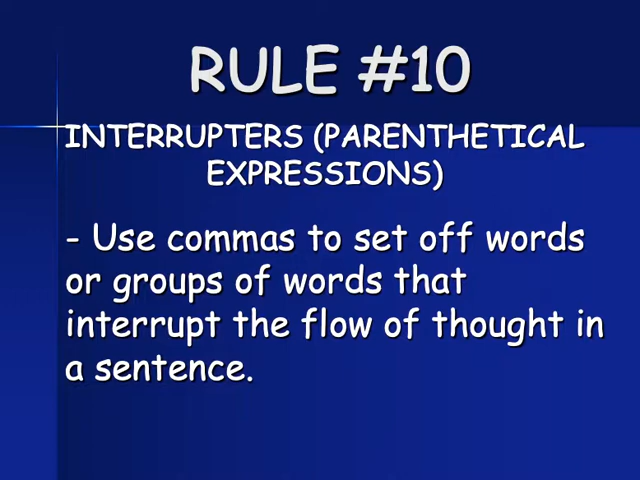 RULE #10
INTERRUPTERS (PARENTHETICAL
EXPRESSIONS)
- Use commas to set off words
or groups of words that
interrupt the flow of thought in
a sentence.